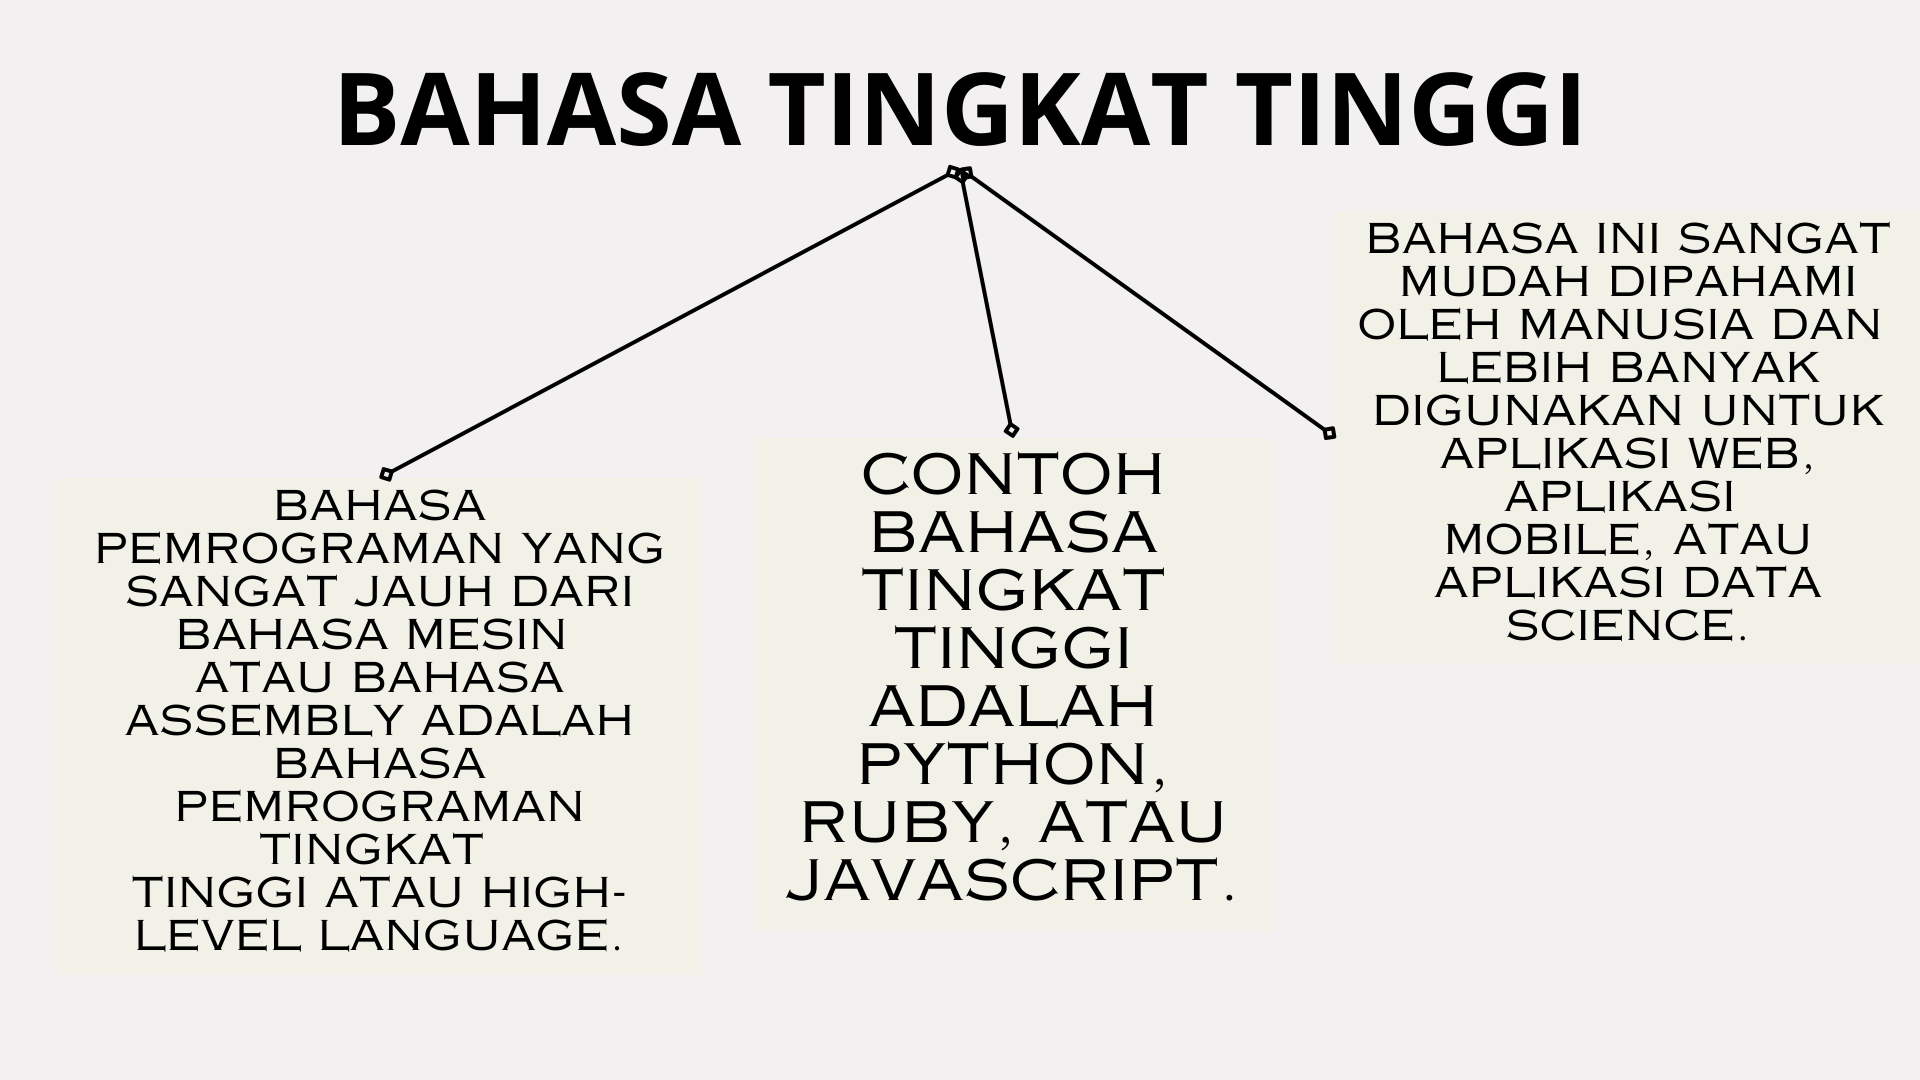 BAHASA TINGKAT TINGGI
BAHASA
PEMROGRAMAN YANG
SANGAT JAUH DARI
BAHASA MESIN
ATAU BAHASA
ASSEMBLY ADALAH
BAHASA
PEMROGRAMAN
TINGKAT
TINGGI ATAU HIGH-
LEVEL LANGUAGE.
CONTOH
BAHASA
TINGKAT
TINGGI
ADALAH
PYTHON,
RUBY, ATAU
JAVASCRIPT.
BAHASA INI SANGAT
MUDAH DIPAHAMI
OLEH MANUSIA DAN
LEBIH BANYAK
DIGUNAKAN UNTUK
APLIKASI WEB,
APLIKASI
MOBILE, ATAU
APLIKASI DATA
SCIENCE.